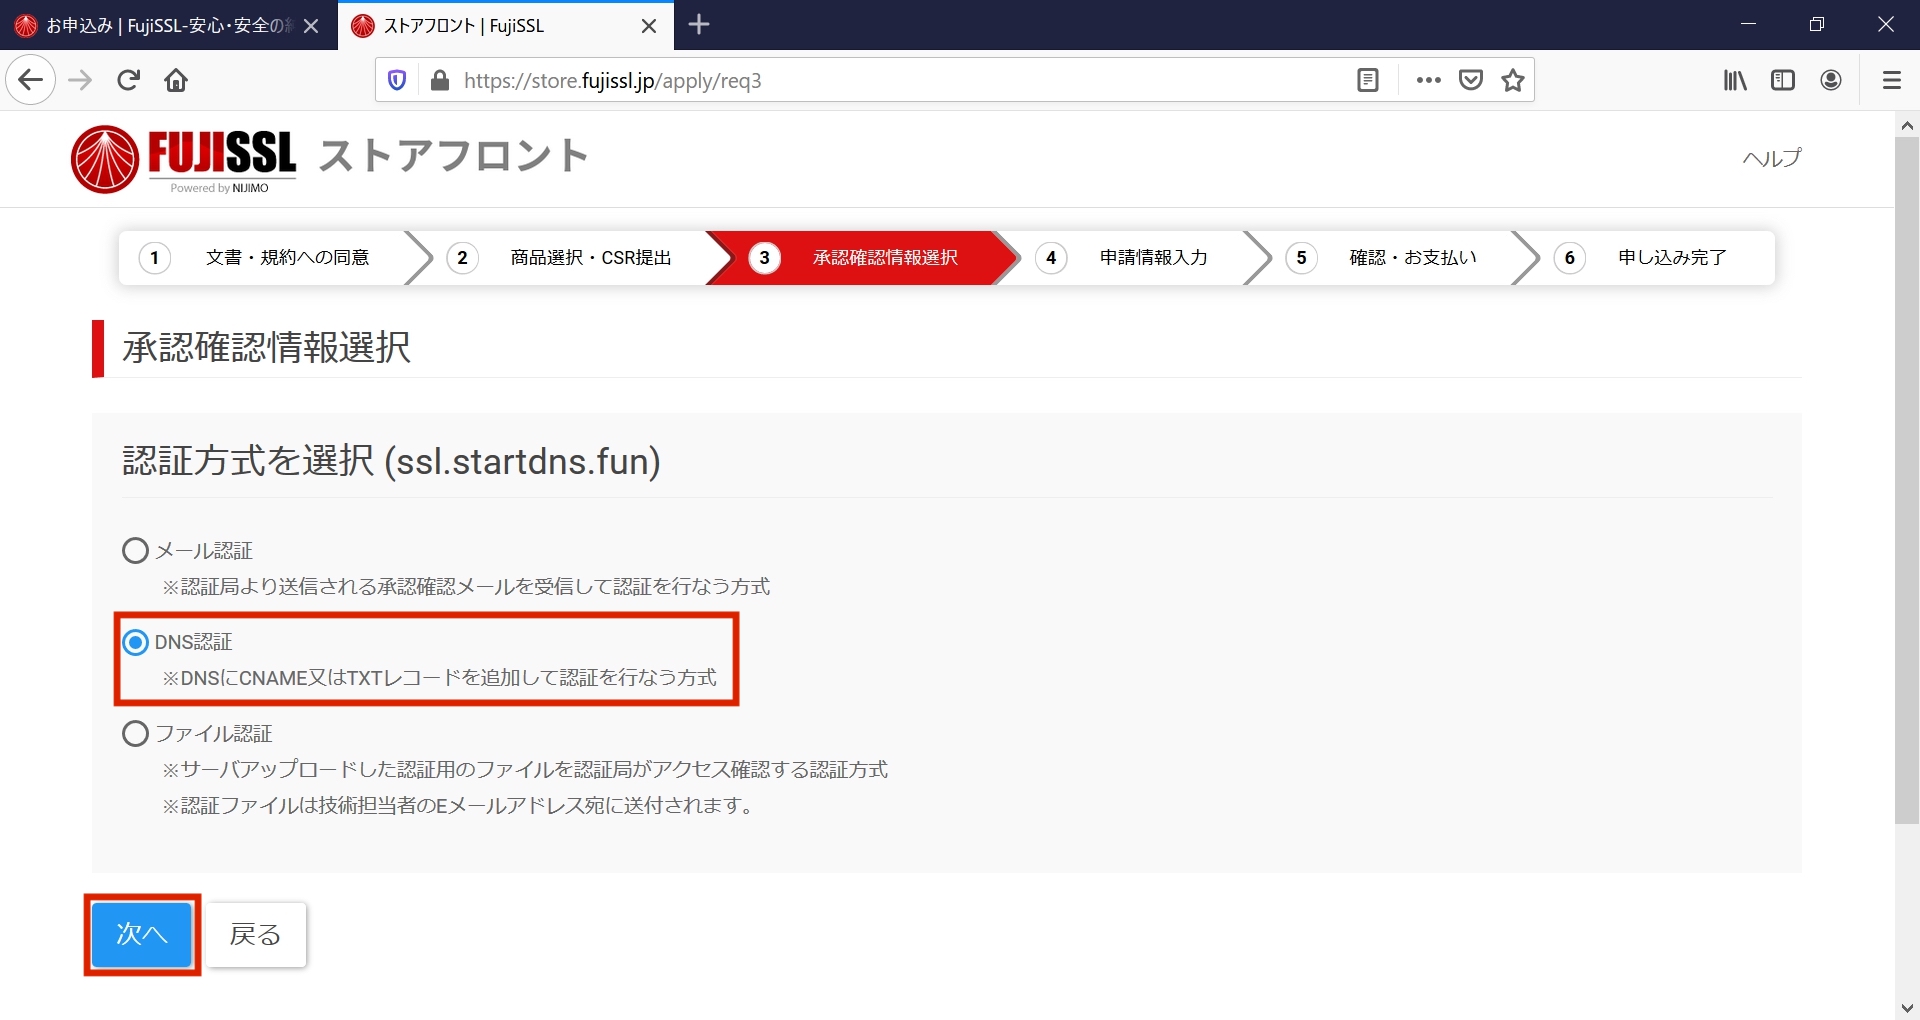 お申込み | FujiSSL-安心・安全の
ストアフロント | FujiSSL
https://store.fujissl.jp/apply/req3
FUJISSL ストアフロント
Powered by NIJIMO
ヘルプ
1 文書・規約への同意 2 商品選択・CSR提出 3 承認確認情報選択 4 申請情報入力 5 確認・お支払い 6 申し込み完了
承認確認情報選択
認証方式を選択 (ssl.startdns.fun)
メール認証
※認証局より送信される承認確認メールを受信して認証を行なう方式
DNS認証
※DNSにCNAME又はTXTレコードを追加して認証を行なう方式
ファイル認証
※サーバアップロードした認証用のファイルを認証局がアクセス確認する認証方式
※認証ファイルは技術担当者のEメールアドレス宛に送付されます。
次へ 戻る